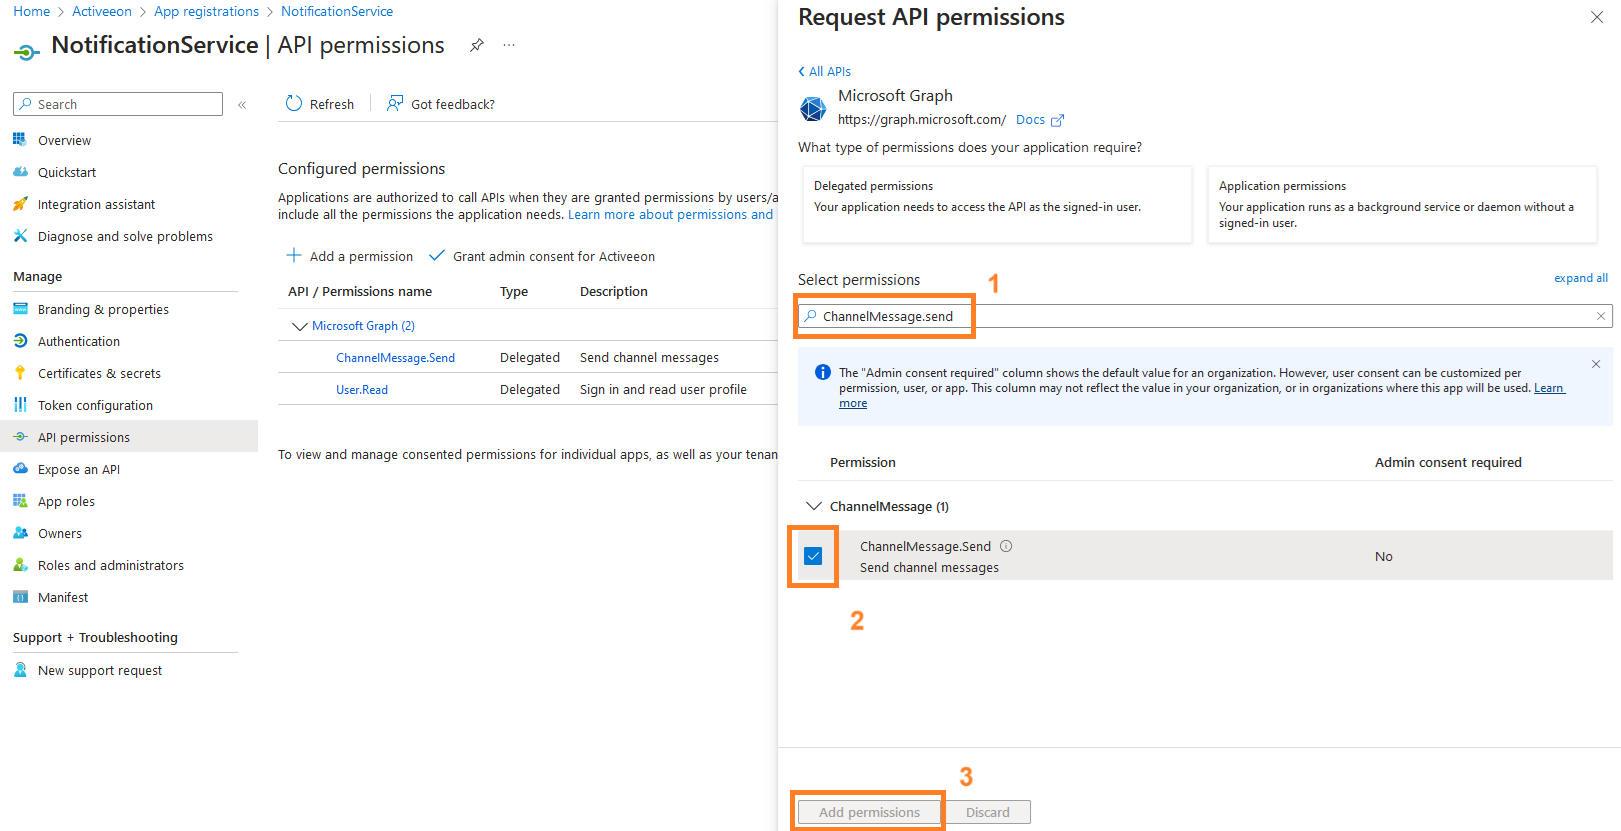 Home > Activeeon > App registrations > NotificationService
NotificationService | API permissions
Search
«
Overview
Quickstart
Integration assistant
Diagnose and solve problems
Manage
Branding & properties
Authentication
Certificates & secrets
Token configuration
API permissions
Expose an API
App roles
Owners
Roles and administrators
Manifest
Support + Troubleshooting
New support request
Refresh
Got feedback?
Configured permissions
Applications are authorized to call APIs when they are granted permissions by users/a
include all the permissions the application needs. Learn more about permissions and
Add a permission
Grant admin consent for Activeeon
API / Permissions name Type Description
Microsoft Graph (2)
ChannelMessage.Send Delegated Send channel messages
User.Read Delegated Sign in and read user profile
To view and manage consented permissions for individual apps, as well as your tenan
Request API permissions
All APIs
Microsoft Graph
https://graph.microsoft.com/ Docs
What type of permissions does your application require?
Delegated permissions
Your application needs to access the API as the signed-in user.
Application permissions
Your application runs as a background service or daemon without a
signed-in user.
Select permissions
1
expand all
ChannelMessage.send
The "Admin consent required" column shows the default value for an organization. However, user consent can be customized per
permission, user, or app. This column may not reflect the value in your organization, or in organizations where this app will be used. Learn
more
Permission Admin consent required
ChannelMessage (1)
ChannelMessage.Send
Send channel messages
No
2
3
Add permissions
Discard